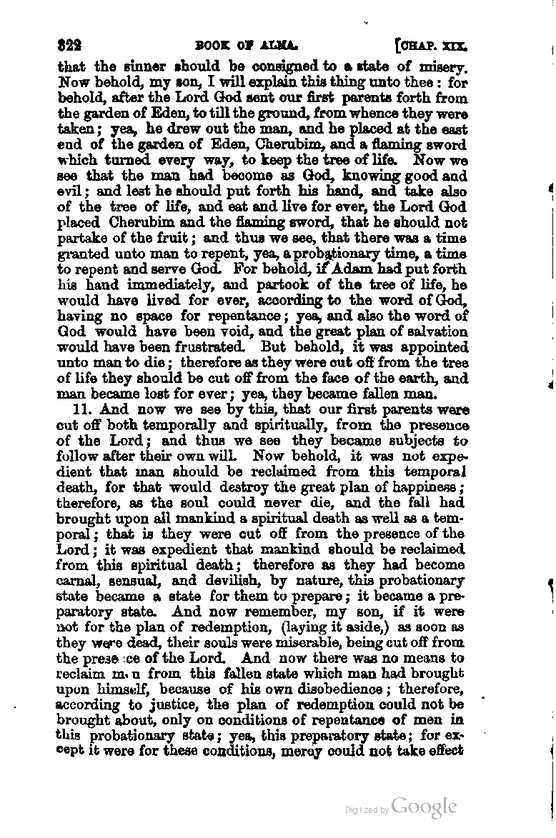 322 BOOK OF ALMA. [CHAP. XIX.
that the sinner should be consigned to a state of misery.
Now behold, my son, I will explain this thing unto thee: for
behold, after the Lord God sent our first parents forth from
the garden of Eden, to till the ground, from whence they were
taken; yea, he drew out the man, and he placed at the east
end of the garden of Eden, Cherubim, and a flaming sword
which turned every way, to keep the tree of life. Now we
see that the man had become as God, knowing good and
evil; and lest he should put forth his hand, and take also
of the tree of life, and eat and live for ever, the Lord God
placed Cherubim and the flaming sword, that he should not
partake of the fruit; and thus we see, that there was a time
granted unto man to repent, yea, a probationary time, a time
to repent and serve God. For behold, if Adam had put forth
his hand immediately, and partook of the tree of life, he
would have lived for ever, according to the word of God,
having no space for repentance; yea, and also the word of
God would have been void, and the great plan of salvation
would have been frustrated. But behold, it was appointed
unto man to die; therefore as they were cut off from the tree
of life they should be cut off from the face of the earth, and
man became lost for ever; yea, they became fallen man.
11. And now we see by this, that our first parents were
cut off both temporally and spiritually, from the presence
of the Lord; and thus we see they became subjects to
follow after their own will. Now behold, it was not expe-
dient that man should be reclaimed from this temporal
death, for that would destroy the great plan of happiness;
therefore, as the soul could never die, and the fall had
brought upon all mankind a spiritual death as well as a tem-
poral; that is they were cut off from the presence of the
Lord; it was expedient that mankind should be reclaimed
from this spiritual death; therefore as they had become
carnal, sensual, and devilish, by nature, this probationary
state became a state for them to prepare; it became a pre-
paratory state. And now remember, my son, if it were
not for the plan of redemption, (laying it aside,) as soon as
they were dead, their souls were miserable, being cut off from
the presence of the Lord. And now there was no means to
reclaim men from this fallen state which man had brought
upon himself, because of his own disobedience; therefore,
according to justice, the plan of redemption could not be
brought about, only on conditions of repentance of men in
this probationary state; yea, this preparatory state; for ex-
cept it were for these conditions, mercy could not take effect
Digitized by Google